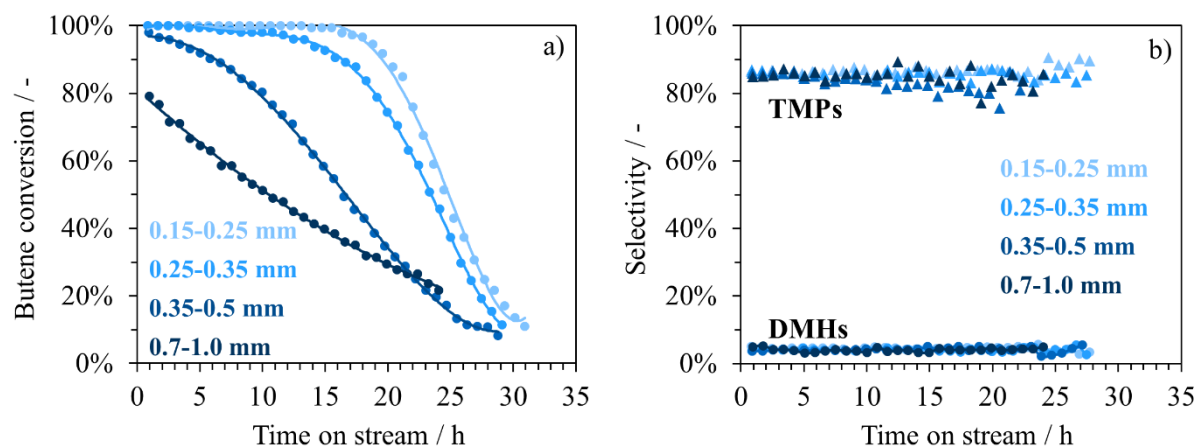 a)
100%
80%
60%
40%
20%
0%
Butene conversion / -
0.15-0.25 mm
0.25-0.35 mm
0.35-0.5 mm
0.7-1.0 mm
0 5 10 15 20 25 30 35
Time on stream / h
b)
100%
80%
60%
40%
20%
0%
Selectivity / -
TMPs
0.15-0.25 mm
0.25-0.35 mm
0.35-0.5 mm
0.7-1.0 mm
DMHs
0 5 10 15 20 25 30 35
Time on stream / h